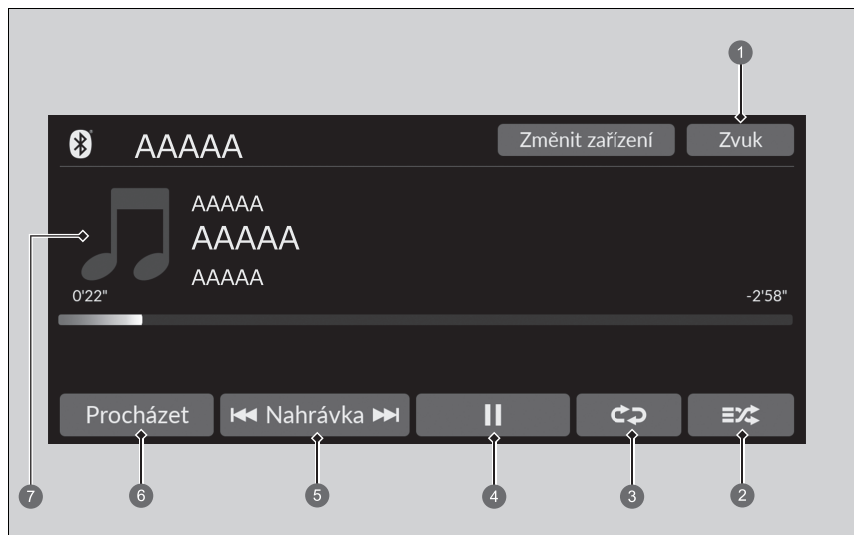 1
AAAAA Změnit zařízení Zvuk
AAAAA
AAAAA
7
AAAAA
0'22" -2'58"
Procházet Nahrávka
7 6 5 4 3 2